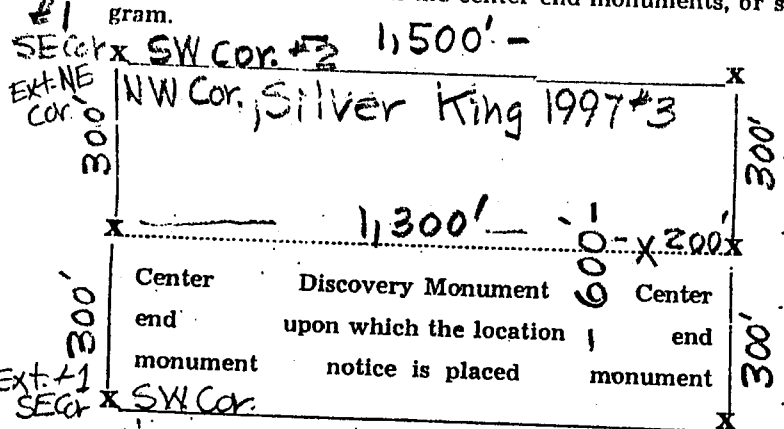 #1 gram.
SE Cor x SW Cor. #2 1,500' -
Ext. NE Cor.
x
NW Cor., Silver King 1997 #3
300'
300'
x 1,300' — - x 200' x
600'
Center Discovery Monument Center
end upon which the location end
monument notice is placed monument
300'
300'
Ext. #1
SE Cor x SW Cor.
x